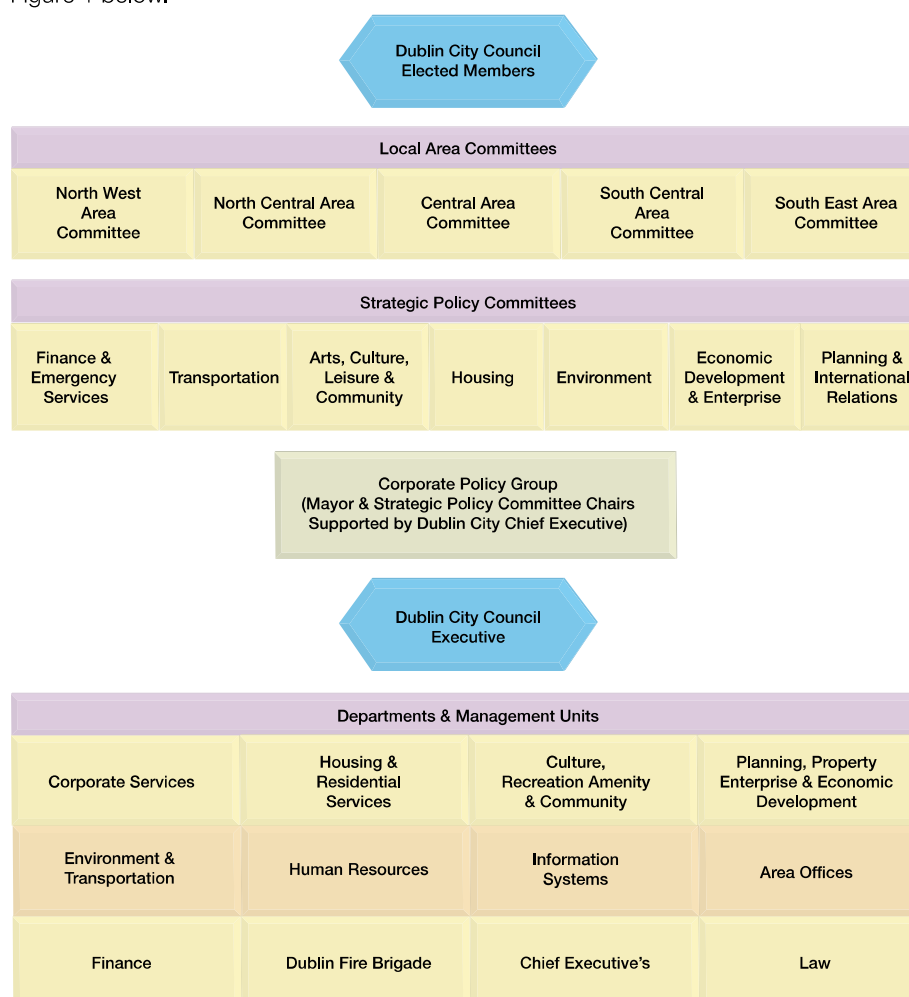 Figure 1 below.
Dublin City Council
Elected Members
Local Area Committees
North West
Area
Committee
North Central Area
Committee
Central Area
Committee
South Central
Area
Committee
South East Area
Committee
Strategic Policy Committees
Finance &
Emergency
Services
Transportation
Arts, Culture,
Leisure &
Community
Housing
Environment
Economic
Development
& Enterprise
Planning &
International
Relations
Corporate Policy Group
(Mayor & Strategic Policy Committee Chairs
Supported by Dublin City Chief Executive)
Dublin City Council
Executive
Departments & Management Units
Corporate Services
Housing &
Residential
Services
Culture,
Recreation Amenity
& Community
Planning, Property
Enterprise & Economic
Development
Environment &
Transportation
Human Resources
Information
Systems
Area Offices
Finance
Dublin Fire Brigade
Chief Executive's
Law